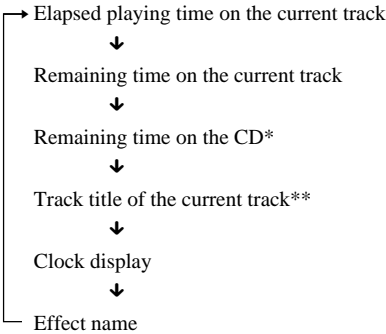 Elapsed playing time on the current track
Remaining time on the current track
Remaining time on the CD*
Track title of the current track**
Clock display
Effect name